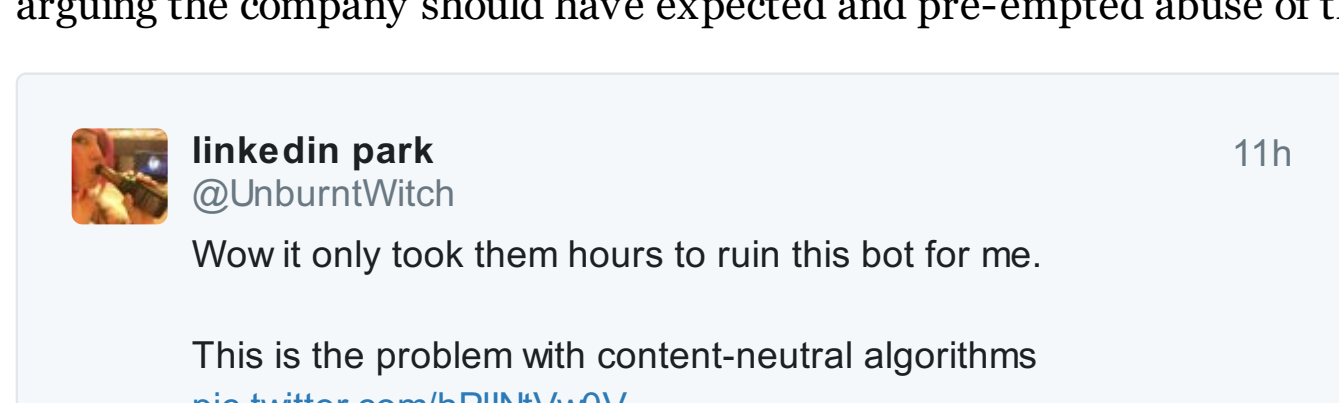 arguing the company should have expected and pre-empted abuse of
linkedin park
11h
@UnburntWitch
Wow it only took them hours to ruin this bot for me.
This is the problem with content-neutral algorithms